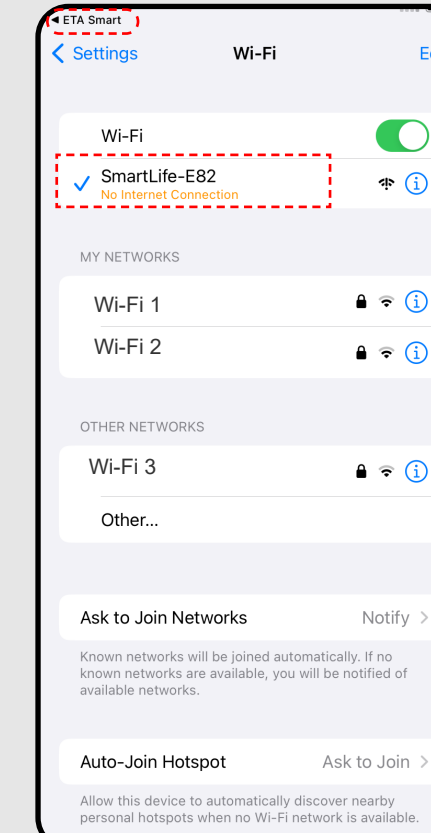 ETA Smart
Settings
Wi-Fi
Wi-Fi
SmartLife-E82
No Internet Connection
MY NETWORKS
Wi-Fi 1
Wi-Fi 2
OTHER NETWORKS
Wi-Fi 3
Other...
Ask to Join Networks Notify
Known networks will be joined automatically. If no
known networks are available, you will be notified of
available networks.
Auto-Join Hotspot Ask to Join
Allow this device to automatically discover nearby
personal hotspots when no Wi-Fi network is available.